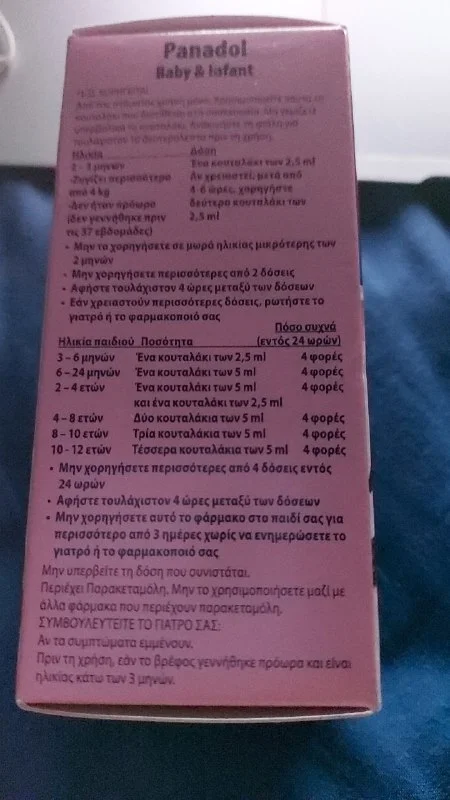 Panadol
Baby & Infant
ΠΩΣ ΧΟΡΗΓΕΙΤΑΙ
Ηλικία Δόση
2 - 3 μηνών Ένα κουταλάκι των 2,5 ml
-Ζυγίζει περισσότερο Αν χρειαστεί, μετά από
από 4 kg 4-6 ώρες, χορηγήστε
-Δεν ήταν πρόωρο δεύτερο κουταλάκι των
(δεν γεννήθηκε πριν 2,5 ml
τις 37 εβδομάδες)
• Μην το χορηγήσετε σε μωρό ηλικίας μικρότερης των
2 μηνών
• Μην χορηγήσετε περισσότερες από 2 δόσεις
• Αφήστε τουλάχιστον 4 ώρες μεταξύ των δόσεων
• Εάν χρειαστούν περισσότερες δόσεις, ρωτήστε το
γιατρό ή το φαρμακοποιό σας
Πόσο συχνά
Ηλικία παιδιού Ποσότητα (εντός 24 ωρών)
3 – 6 μηνών Ένα κουταλάκι των 2,5 ml 4 φορές
6 – 24 μηνών Ένα κουταλάκι των 5 ml 4 φορές
2 – 4 ετών Ένα κουταλάκι των 5 ml 4 φορές
και ένα κουταλάκι των 2,5 ml
4 – 8 ετών Δύο κουταλάκια των 5 ml 4 φορές
8 – 10 ετών Τρία κουταλάκια των 5 ml 4 φορές
10 - 12 ετών Τέσσερα κουταλάκια των 5 ml 4 φορές
• Μην χορηγήσετε περισσότερες από 4 δόσεις εντός
24 ωρών
• Αφήστε τουλάχιστον 4 ώρες μεταξύ των δόσεων
• Μην χορηγήσετε αυτό το φάρμακο στο παιδί σας για
περισσότερο από 3 ημέρες χωρίς να ενημερώσετε το
γιατρό ή το φαρμακοποιό σας
Μην υπερβείτε τη δόση που συνιστάται.
Περιέχει Παρακεταμόλη. Μην το χρησιμοποιήσετε μαζί με
άλλα φάρμακα που περιέχουν παρακεταμόλη.
ΣΥΜΒΟΥΛΕΥΤΕΙΤΕ ΤΟ ΓΙΑΤΡΟ ΣΑΣ:
Αν τα συμπτώματα εμμένουν.
Πριν τη χρήση, εάν το βρέφος γεννήθηκε πρόωρα και είναι
ηλικίας κάτω των 3 μηνών.